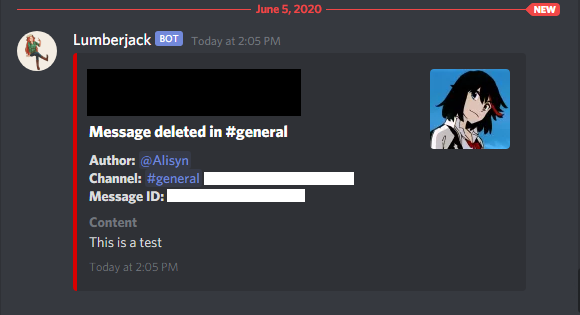 June 5, 2020 NEW
Lumberjack BOT Today at 2:05 PM
Message deleted in #general
Author: @Alisyn
Channel: #general
Message ID:
Content
This is a test
Today at 2:05 PM